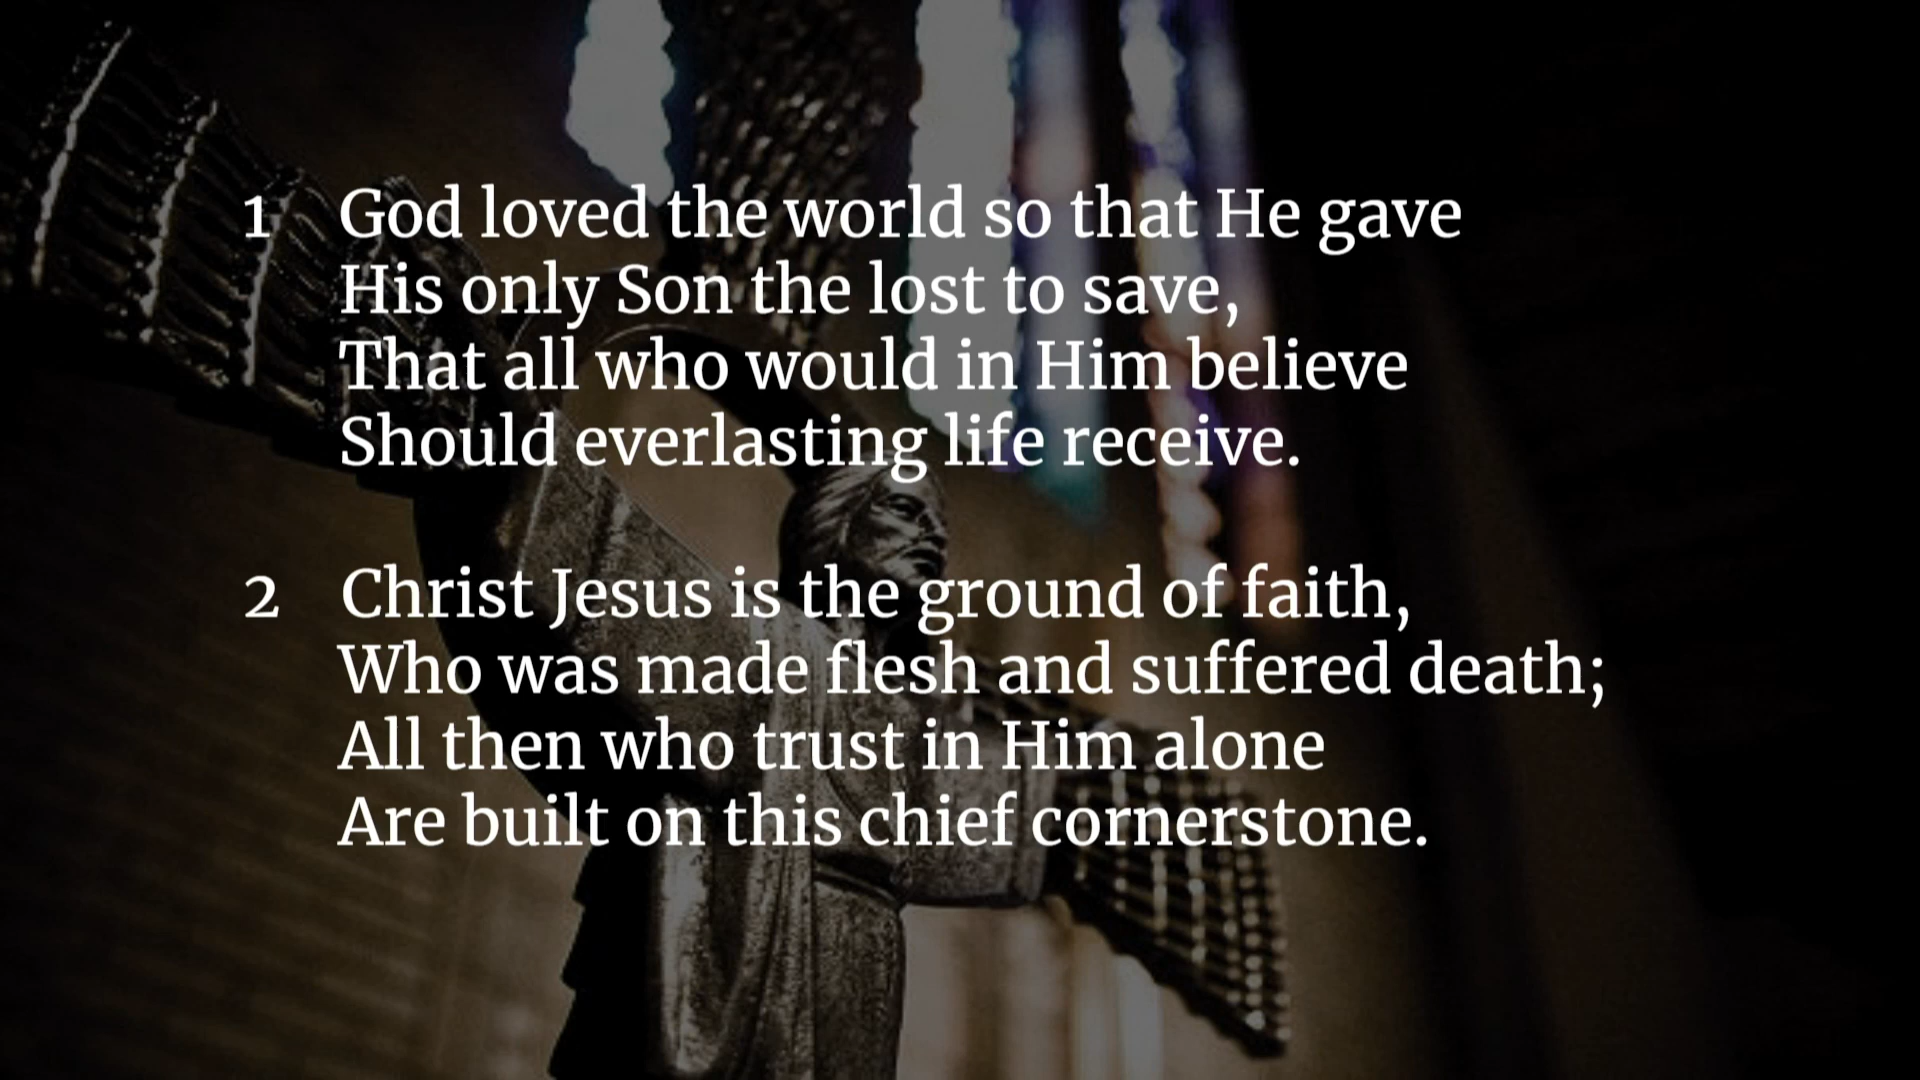 1 God loved the world so that He gave
His only Son the lost to save,
That all who would in Him believe
Should everlasting life receive.
2 Christ Jesus is the ground of faith,
Who was made flesh and suffered death;
All then who trust in Him alone
Are built on this chief cornerstone.